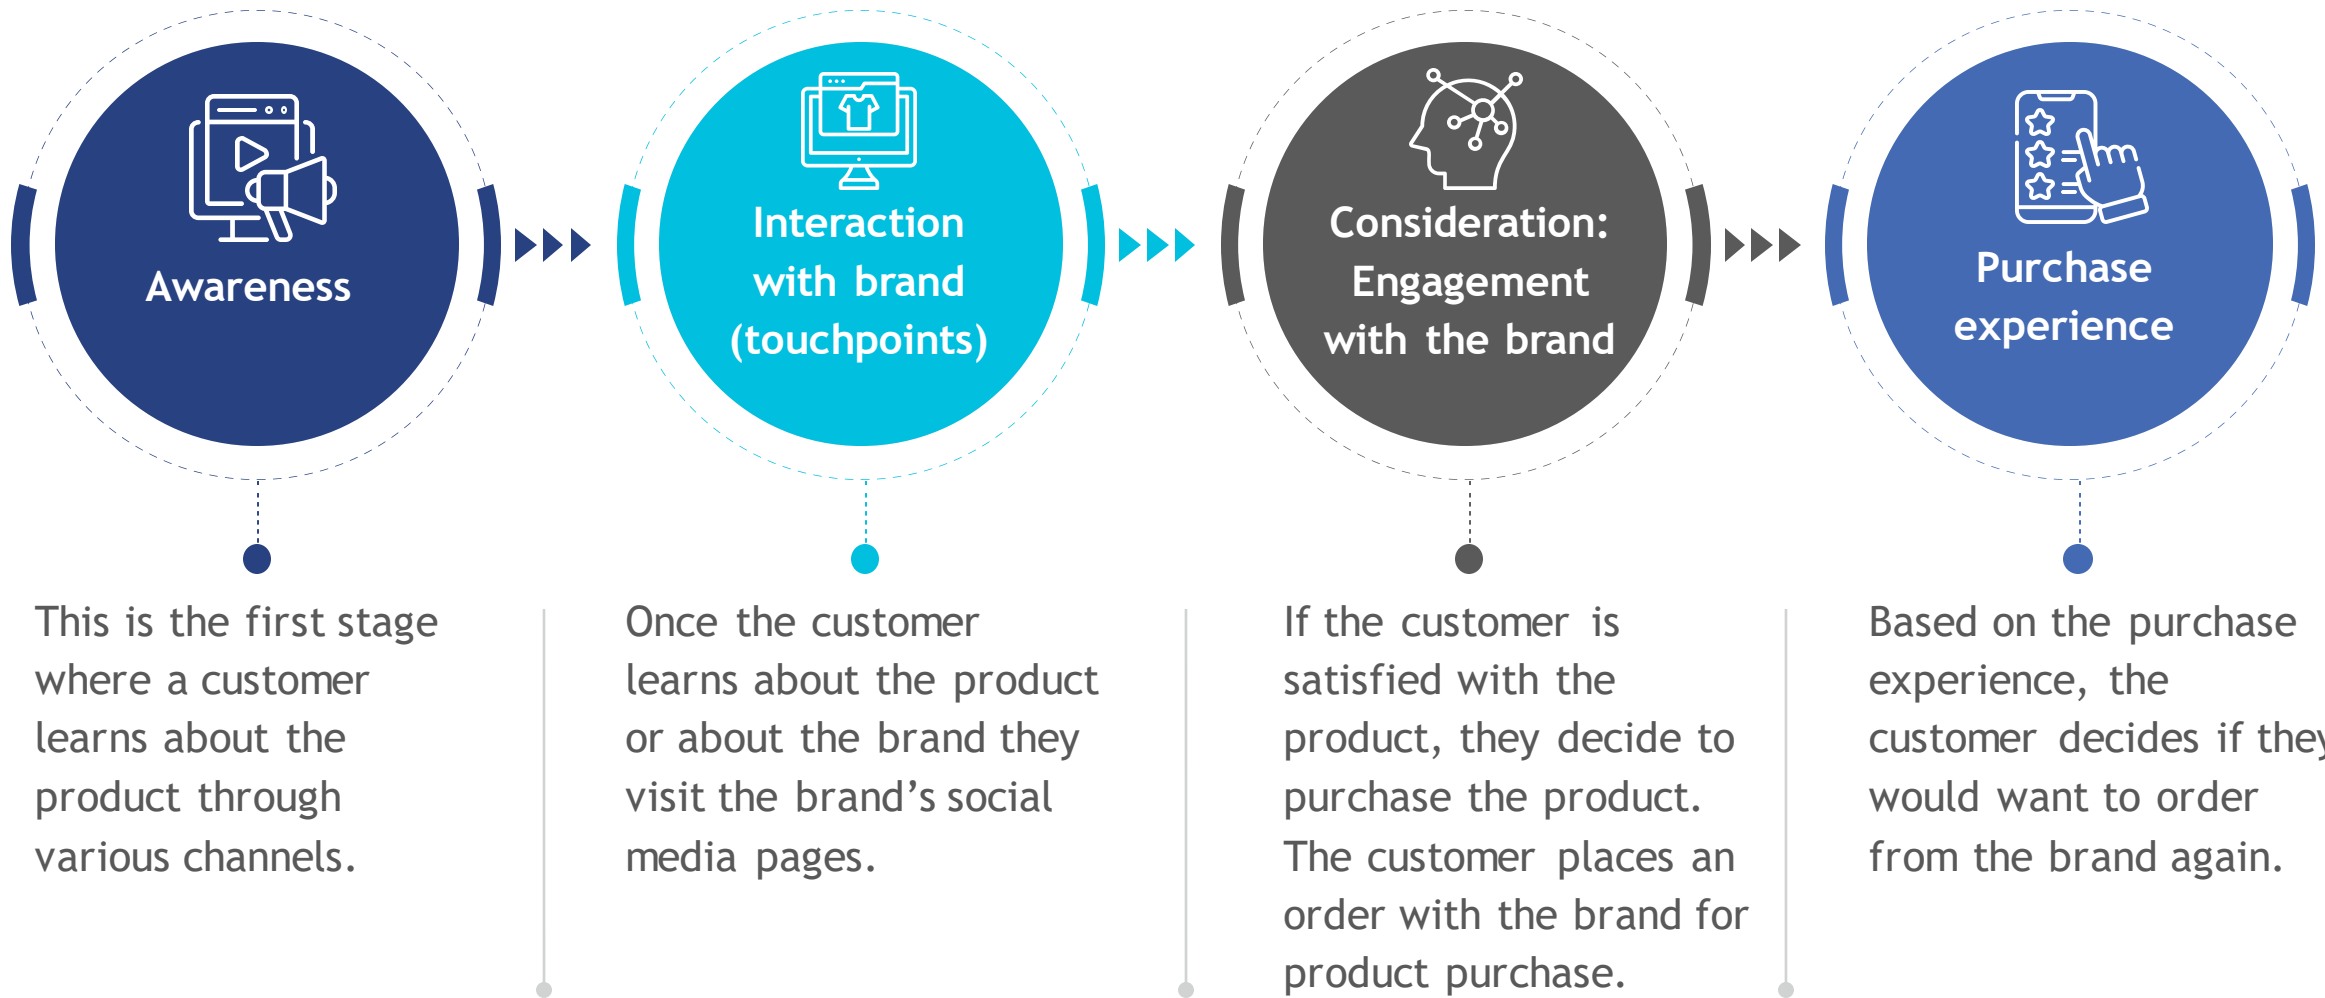 Awareness
Interaction
with brand
(touchpoints)
Consideration:
Engagement
with the brand
Purchase
experience
This is the first stage
where a customer
learns about the
product through
various channels.
Once the customer
learns about the product
or about the brand they
visit the brand’s social
media pages.
If the customer is
satisfied with the
product, they decide to
purchase the product.
The customer places an
order with the brand for
product purchase.
Based on the purchase
experience, the
customer decides if they
would want to order
from the brand again.